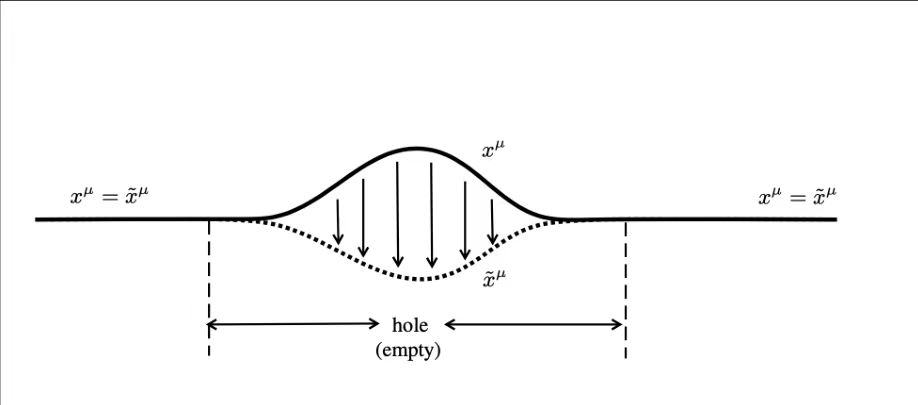 x^μ
x^μ = x̃^μ
x^μ = x̃^μ
x̃^μ
hole
(empty)